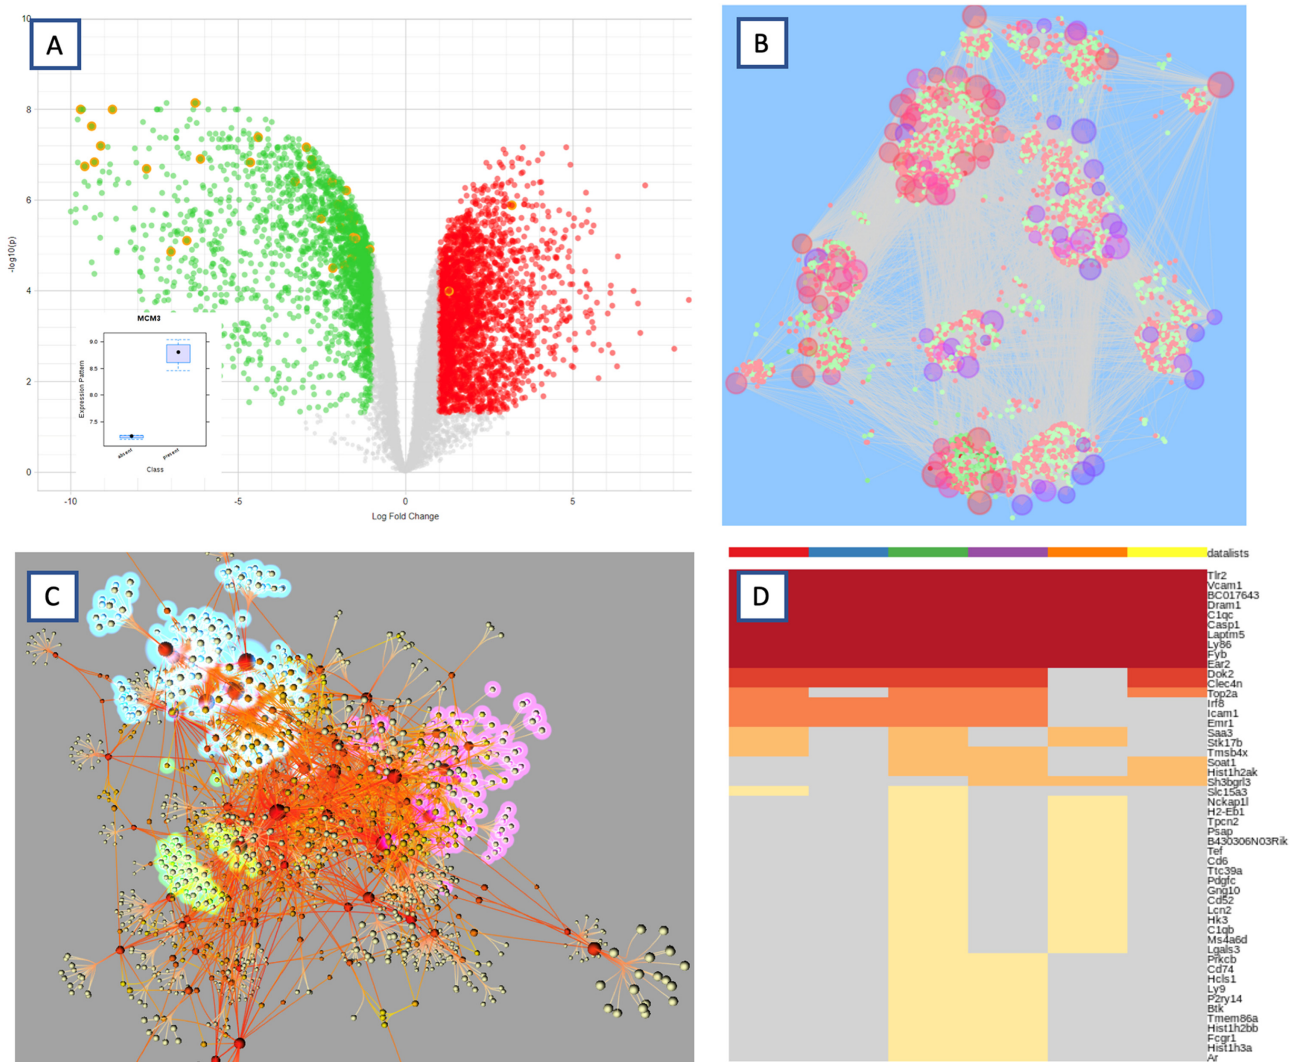 A
10
8
6
4
2
0
-log10(p)
-10
-5
0
5
Log Fold Change
MCM3
9.0
8.5
8.0
7.5
Expression Pattern
absent
present
Class
B
C
D
datalists
Tlr2
Vcam1
BC017643
Dram1
C1qc
Casp1
Laptm5
Ly86
Fyb
Ear2
Dok2
Clec4n
Top2a
Irf8
Icam1
Emr1
Saa3
Stk17b
Tmsb4x
Soat1
Hist1h2ak
Sh3bgrl3
Slc15a3
Nckap1l
H2-Eb1
Tpcn2
Psap
B430306N03Rik
Tef
Cd6
Ttc39a
Pdgfc
Gng10
Cd52
Lcn2
Hk3
C1qb
Ms4a6d
Lgals3
Prkcb
Cd74
Hcls1
Ly9
P2ry14
Btk
Tmem86a
Hist1h2bb
Fcgr1
Hist1h3a
Ar